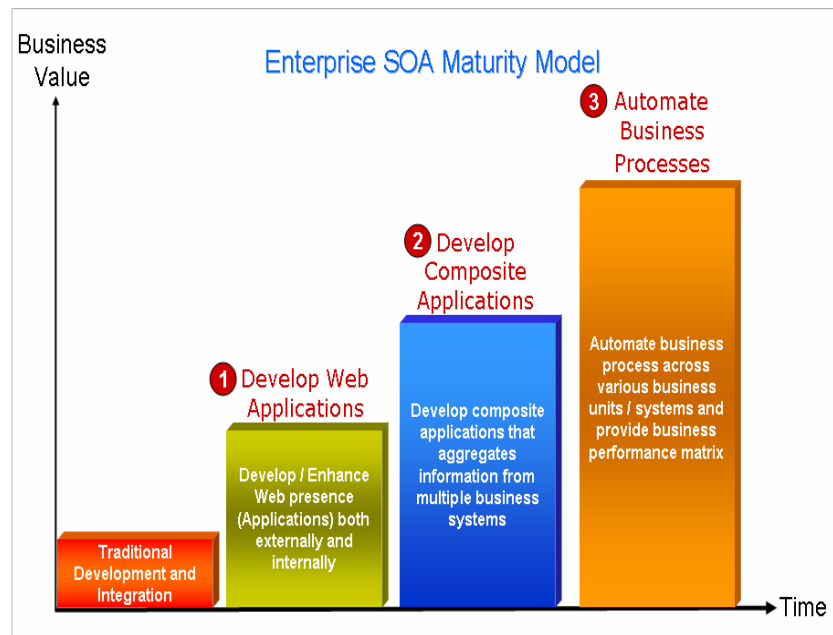 Business
Value
Enterprise SOA Maturity Model
3 Automate
Business
Processes
2 Develop
Composite
Applications
1 Develop Web
Applications
Traditional
Development and
Integration
Develop / Enhance
Web presence
(Applications) both
externally and
internally
Develop composite
applications that
aggregates
information from
multiple business
systems
Automate business
process across
various business
units / systems and
provide business
performance matrix
Time